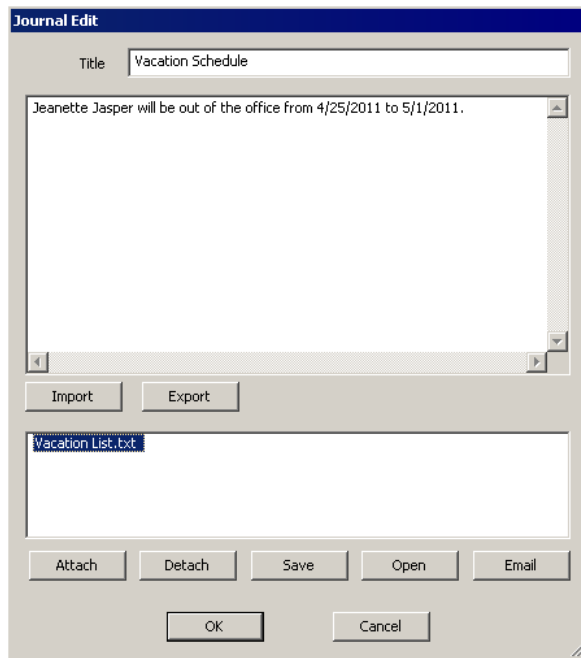 Journal Edit
Title Vacation Schedule
Jeanette Jasper will be out of the office from 4/25/2011 to 5/1/2011.
Import Export
Vacation List.txt
Attach Detach Save Open Email
OK Cancel